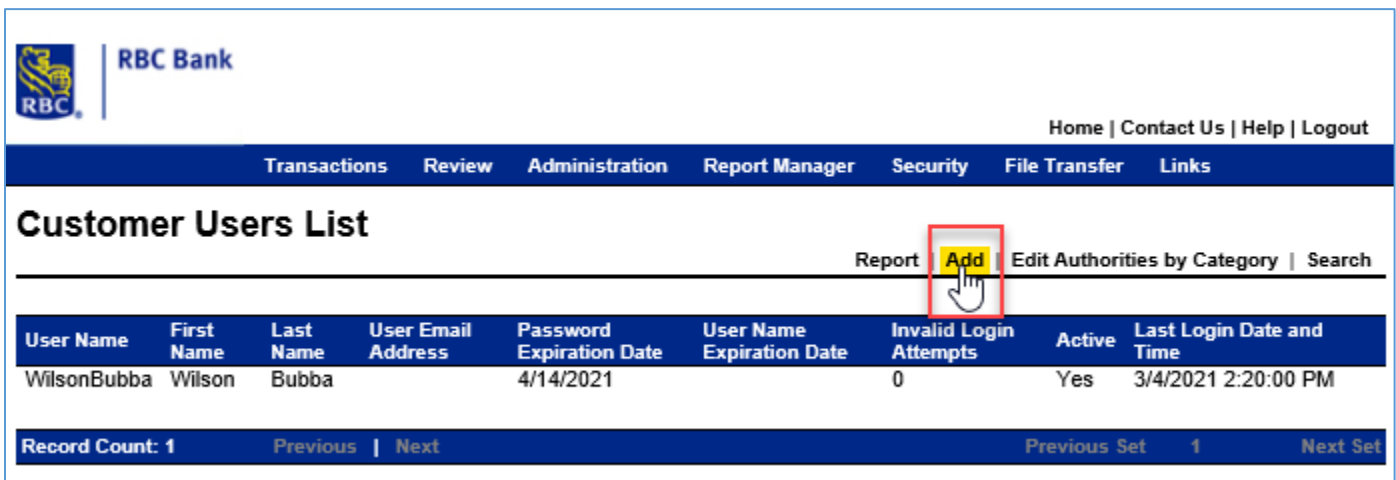 RBC Bank
RBC
Home | Contact Us | Help | Logout
Transactions Review Administration Report Manager Security File Transfer Links
Customer Users List
Report | Add | Edit Authorities by Category | Search
User Name First Name Last Name User Email Address Password Expiration Date User Name Expiration Date Invalid Login Attempts Active Last Login Date and Time
WilsonBubba Wilson Bubba 4/14/2021 0 Yes 3/4/2021 2:20:00 PM
Record Count: 1 Previous | Next Previous Set 1 Next Set